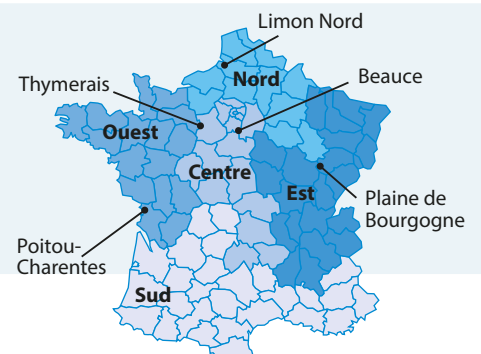 Limon Nord
Thymerais
Nord
Beauce
Ouest
Centre
Est
Plaine de
Bourgogne
Poitou-
Charentes
Sud